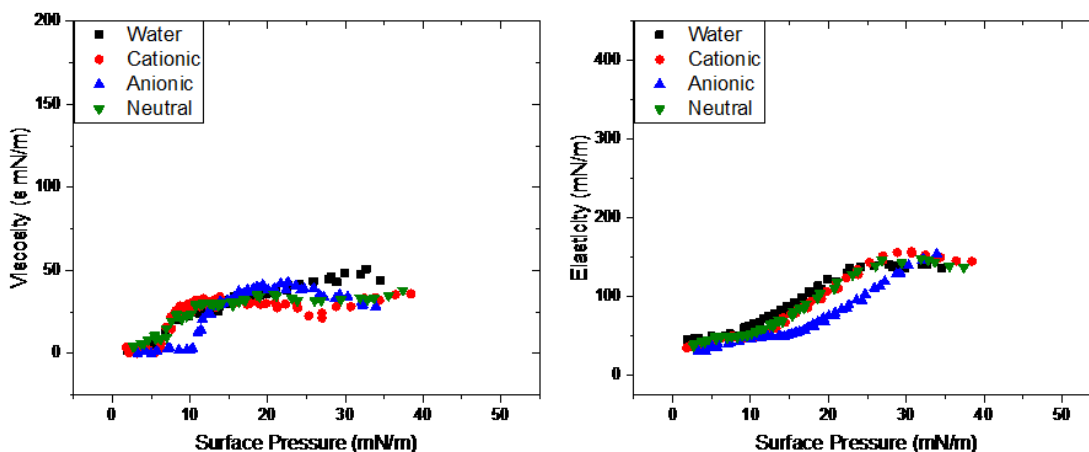 200
150
100
50
0
Viscosity (s mN/m)
Water
Cationic
Anionic
Neutral
0 10 20 30 40 50
Surface Pressure (mN/m)
400
300
200
100
0
Elasticity (mN/m)
Water
Cationic
Anionic
Neutral
0 10 20 30 40 50
Surface Pressure (mN/m)